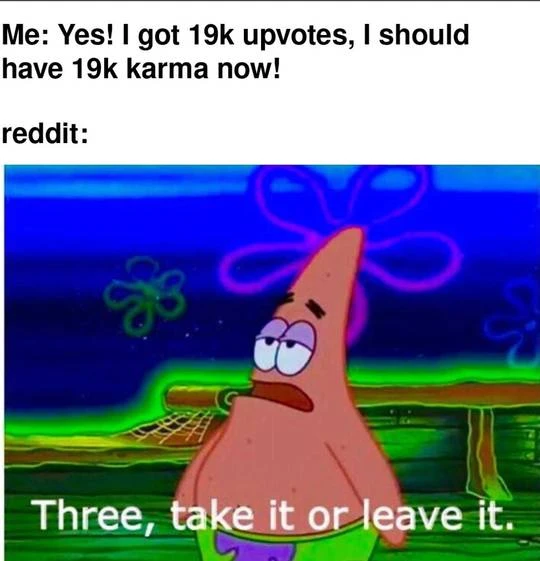 Me: Yes! I got 19k upvotes, I should
have 19k karma now!
reddit:
Three, take it or leave it.